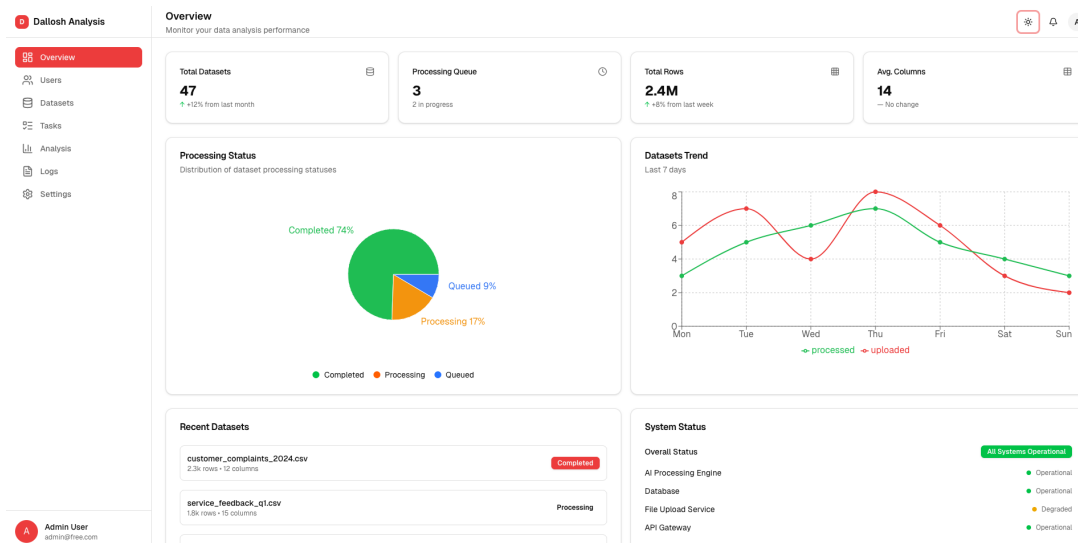 D Dallosh Analysis
Overview
Users
Datasets
Tasks
Analysis
Logs
Settings
A
Admin User
admin@free.com
Overview
Monitor your data analysis performance
Total Datasets
47
↑ +12% from last month
Processing Queue
3
2 in progress
Total Rows
2.4M
↑ +8% from last week
Avg. Columns
14
— No change
Processing Status
Distribution of dataset processing statuses
Completed 74%
Queued 9%
Processing 17%
Completed Processing Queued
Datasets Trend
Last 7 days
8
6
4
2
0
Mon Tue Wed Thu Fri Sat Sun
processed uploaded
Recent Datasets
customer_complaints_2024.csv
2.3k rows • 12 columns
Completed
service_feedback_q1.csv
1.8k rows • 15 columns
Processing
System Status
Overall Status All Systems Operational
AI Processing Engine Operational
Database Operational
File Upload Service Degraded
API Gateway Operational